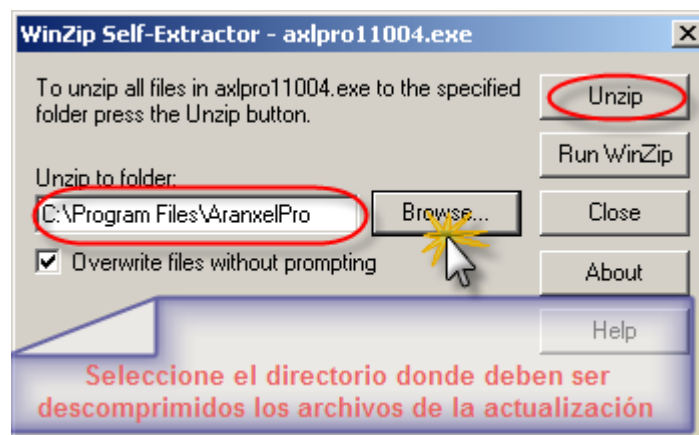 WinZip Self-Extractor - axlpro11004.exe
To unzip all files in axlpro11004.exe to the specified
folder press the Unzip button.
Unzip to folder:
C:\Program Files\AranxelPro
Browse...
Overwrite files without prompting
Unzip
Run WinZip
Close
About
Help
Seleccione el directorio donde deben ser
descomprimidos los archivos de la actualización